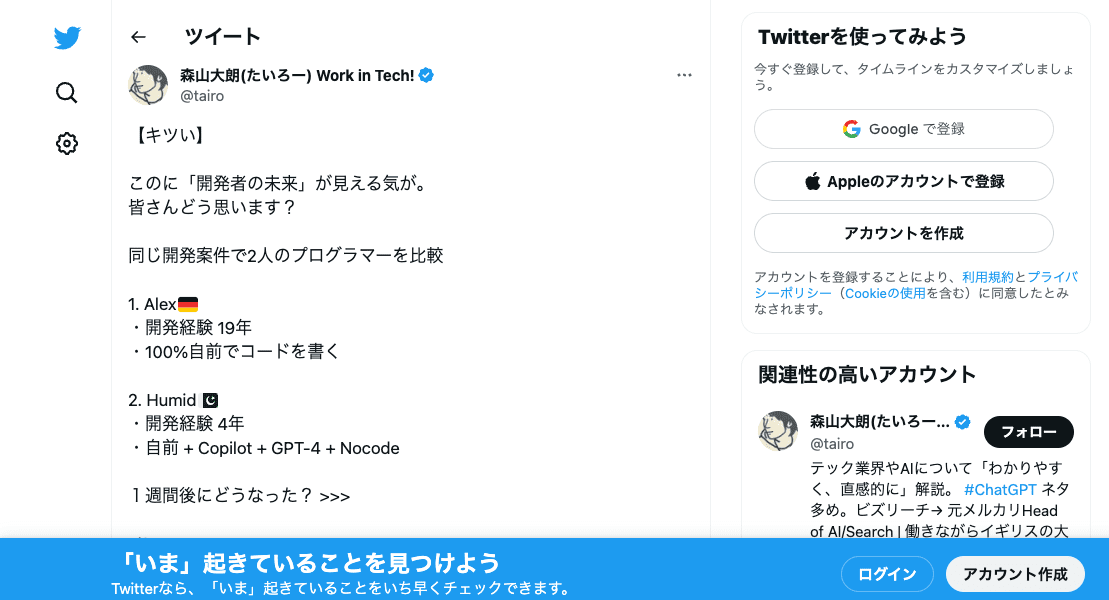 ツイート
森山大朗(たいろー) Work in Tech!
@tairo
【キツい】
このに「開発者の未来」が見える気が。
皆さんどう思います？
同じ開発案件で2人のプログラマーを比較
1. Alex🇩🇪
・開発経験 19年
・100%自前でコードを書く
2. Humid 🇵🇰
・開発経験 4年
・自前 + Copilot + GPT-4 + Nocode
１週間後にどうなった？ >>>
Twitterを使ってみよう
今すぐ登録して、タイムラインをカスタマイズしましょ
う。
Google で登録
Appleのアカウントで登録
アカウントを作成
アカウントを登録することにより、利用規約とプライバ
シーポリシー（Cookieの使用を含む）に同意したとみ
なされます。
関連性の高いアカウント
森山大朗(たいろー...
@tairo
フォロー
テック業界やAIについて「わかりやす
く、直感的に」解説。 #ChatGPT ネタ
多め。ビズリーチ→ 元メルカリHead
of AI/Search | 働きながらイギリスの大
「いま」起きていることを見つけよう
Twitterなら、「いま」起きていることをいち早くチェックできます。
ログイン
アカウント作成